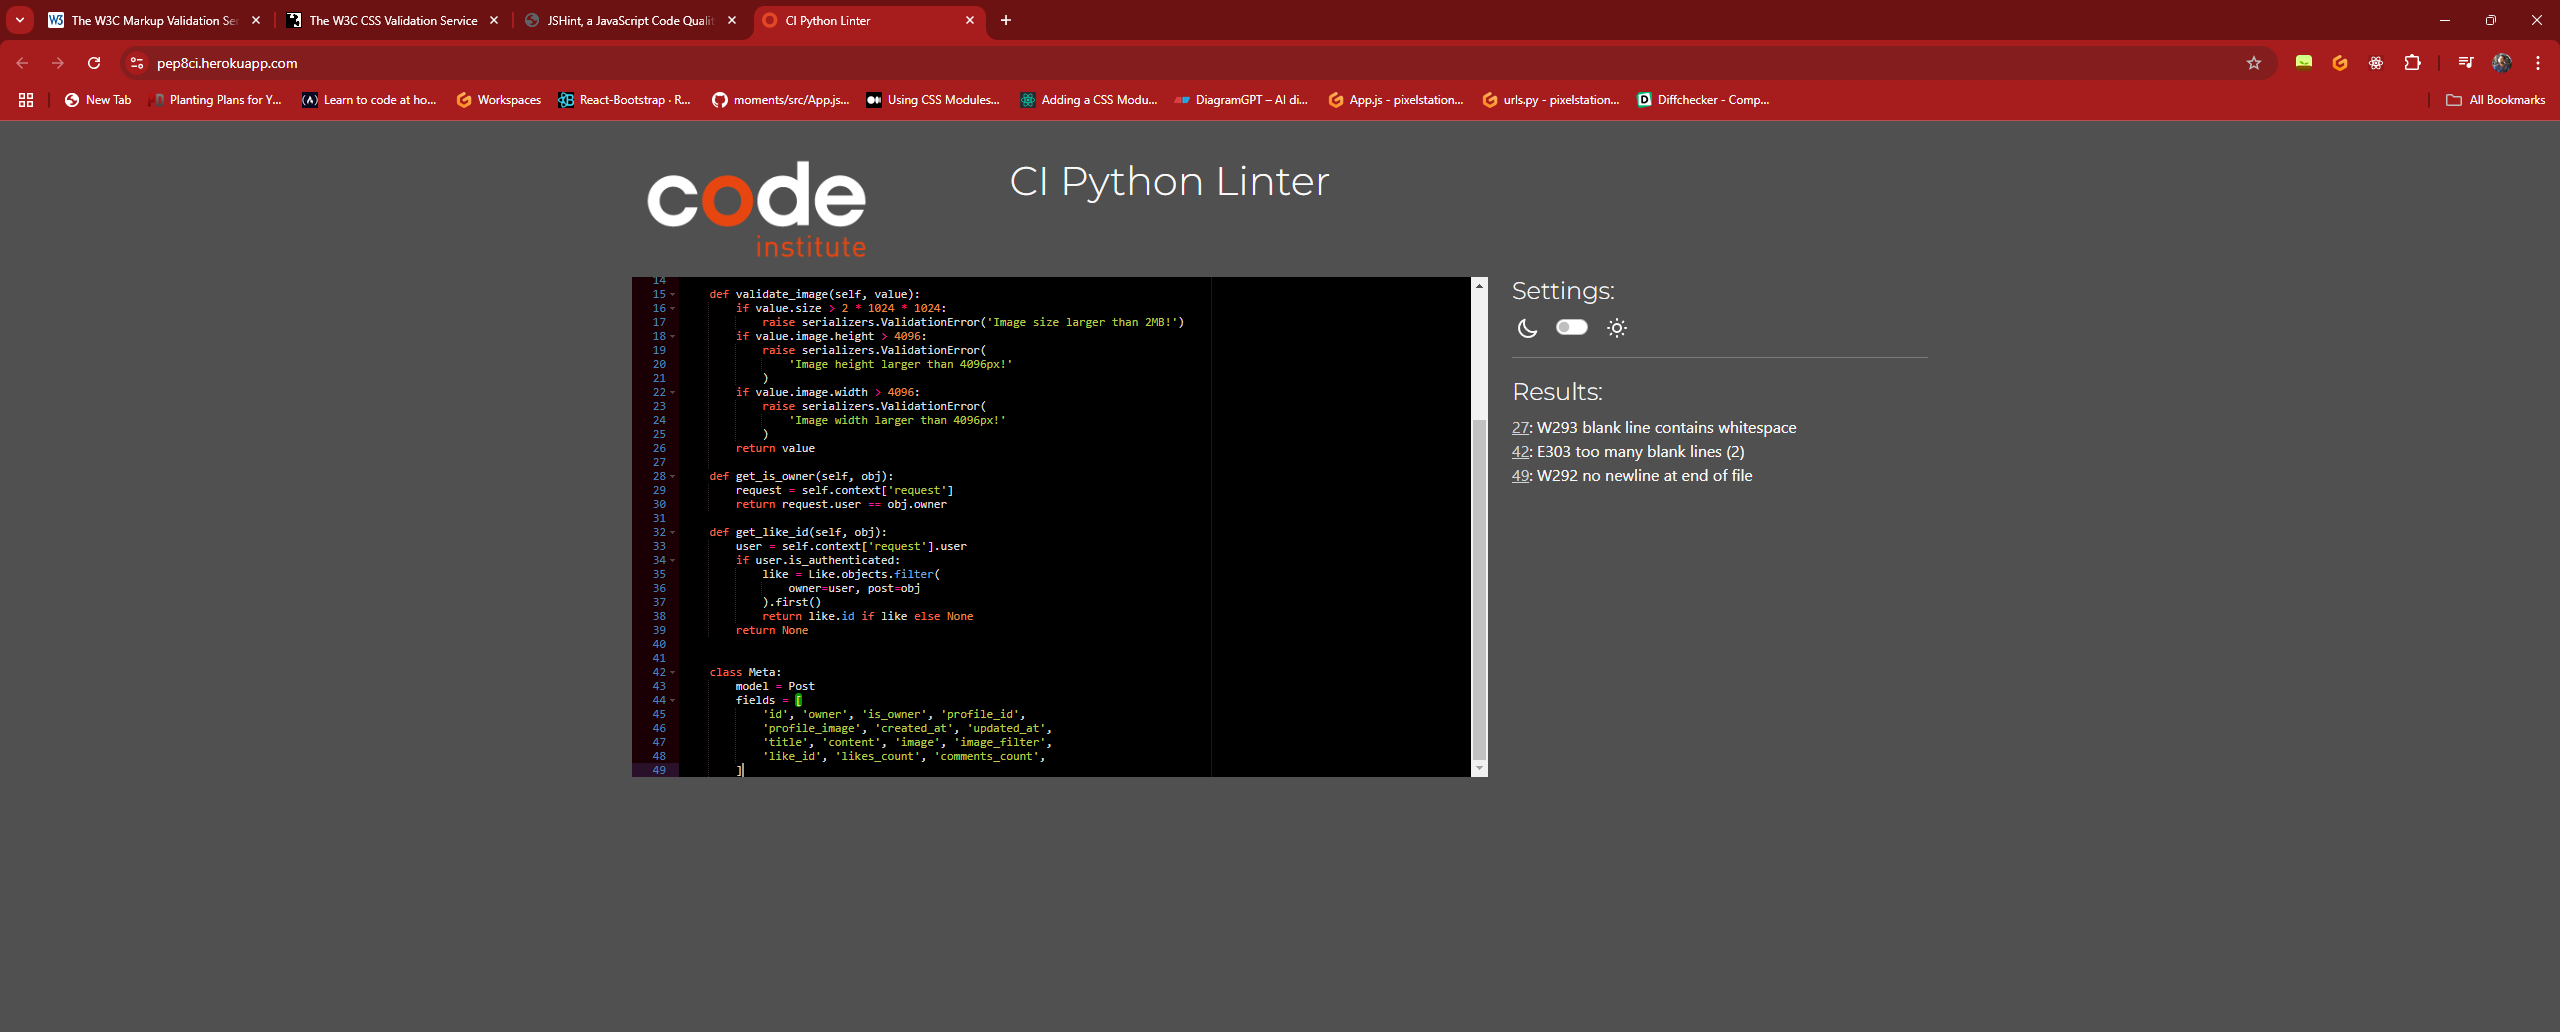 The W3C Markup Validation Se
The W3C CSS Validation Service
JSHint, a JavaScript Code Qualit
CI Python Linter
pep8ci.herokuapp.com
New Tab
Planting Plans for Y...
Learn to code at ho...
Workspaces
React-Bootstrap · R...
moments/src/App.js...
Using CSS Modules...
Adding a CSS Modu...
DiagramGPT – AI di...
App.js - pixelstation...
urls.py - pixelstation...
Diffchecker - Comp...
All Bookmarks
code
institute
CI Python Linter
14
15 def validate_image(self, value):
16 if value.size > 2 * 1024 * 1024:
17 raise serializers.ValidationError('Image size larger than 2MB!')
18 if value.image.height > 4096:
19 raise serializers.ValidationError(
20 'Image height larger than 4096px!'
21 )
22 if value.image.width > 4096:
23 raise serializers.ValidationError(
24 'Image width larger than 4096px!'
25 )
26 return value
27
28 def get_is_owner(self, obj):
29 request = self.context['request']
30 return request.user == obj.owner
31
32 def get_like_id(self, obj):
33 user = self.context['request'].user
34 if user.is_authenticated:
35 like = Like.objects.filter(
36 owner=user, post=obj
37 ).first()
38 return like.id if like else None
39 return None
40
41
42 class Meta:
43 model = Post
44 fields = [
45 'id', 'owner', 'is_owner', 'profile_id',
46 'profile_image', 'created_at', 'updated_at',
47 'title', 'content', 'image', 'image_filter',
48 'like_id', 'likes_count', 'comments_count',
49 ]
Settings:
Results:
27: W293 blank line contains whitespace
42: E303 too many blank lines (2)
49: W292 no newline at end of file